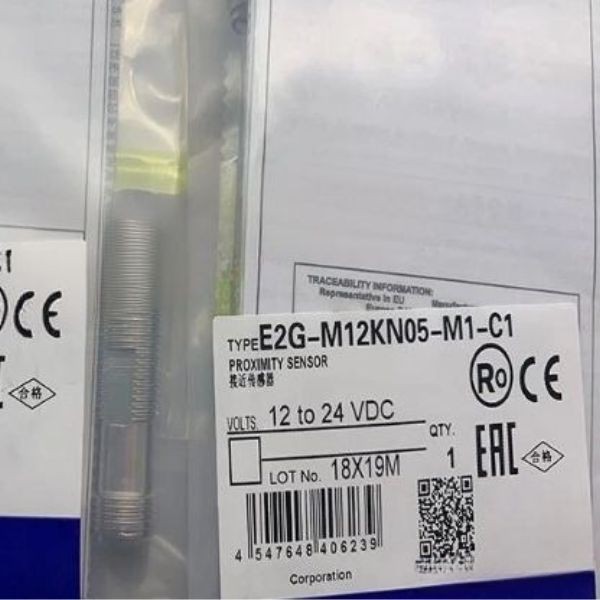 TRACEABILITY INFORMATION:
Representative in EU
TYPE E2G-M12KN05-M1-C1
PROXIMITY SENSOR
接近传感器
VOLTS. 12 to 24 VDC
QTY.
1
LOT No. 18X19M
4 547648 406239
Corporation
CE
EAC
合格
CE
合格